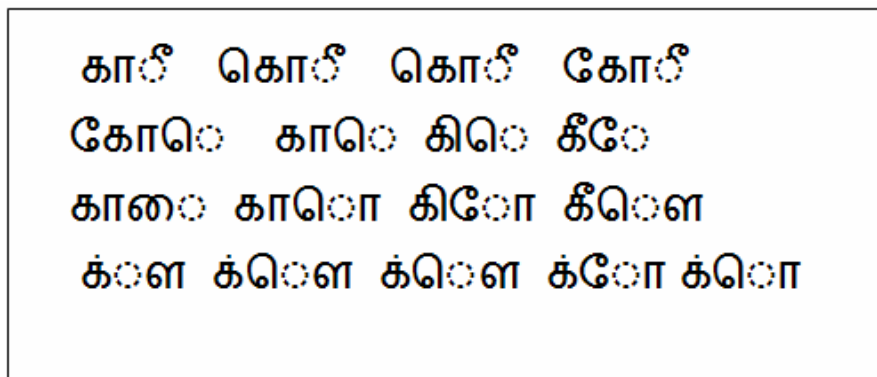 காீ கொீ கொீ கோீ
கோெ காெ கிெ கீே
காை காொ கிோ கீௌ
க்ௗ க்ௌ க்ௌ க்ோ க்ொ